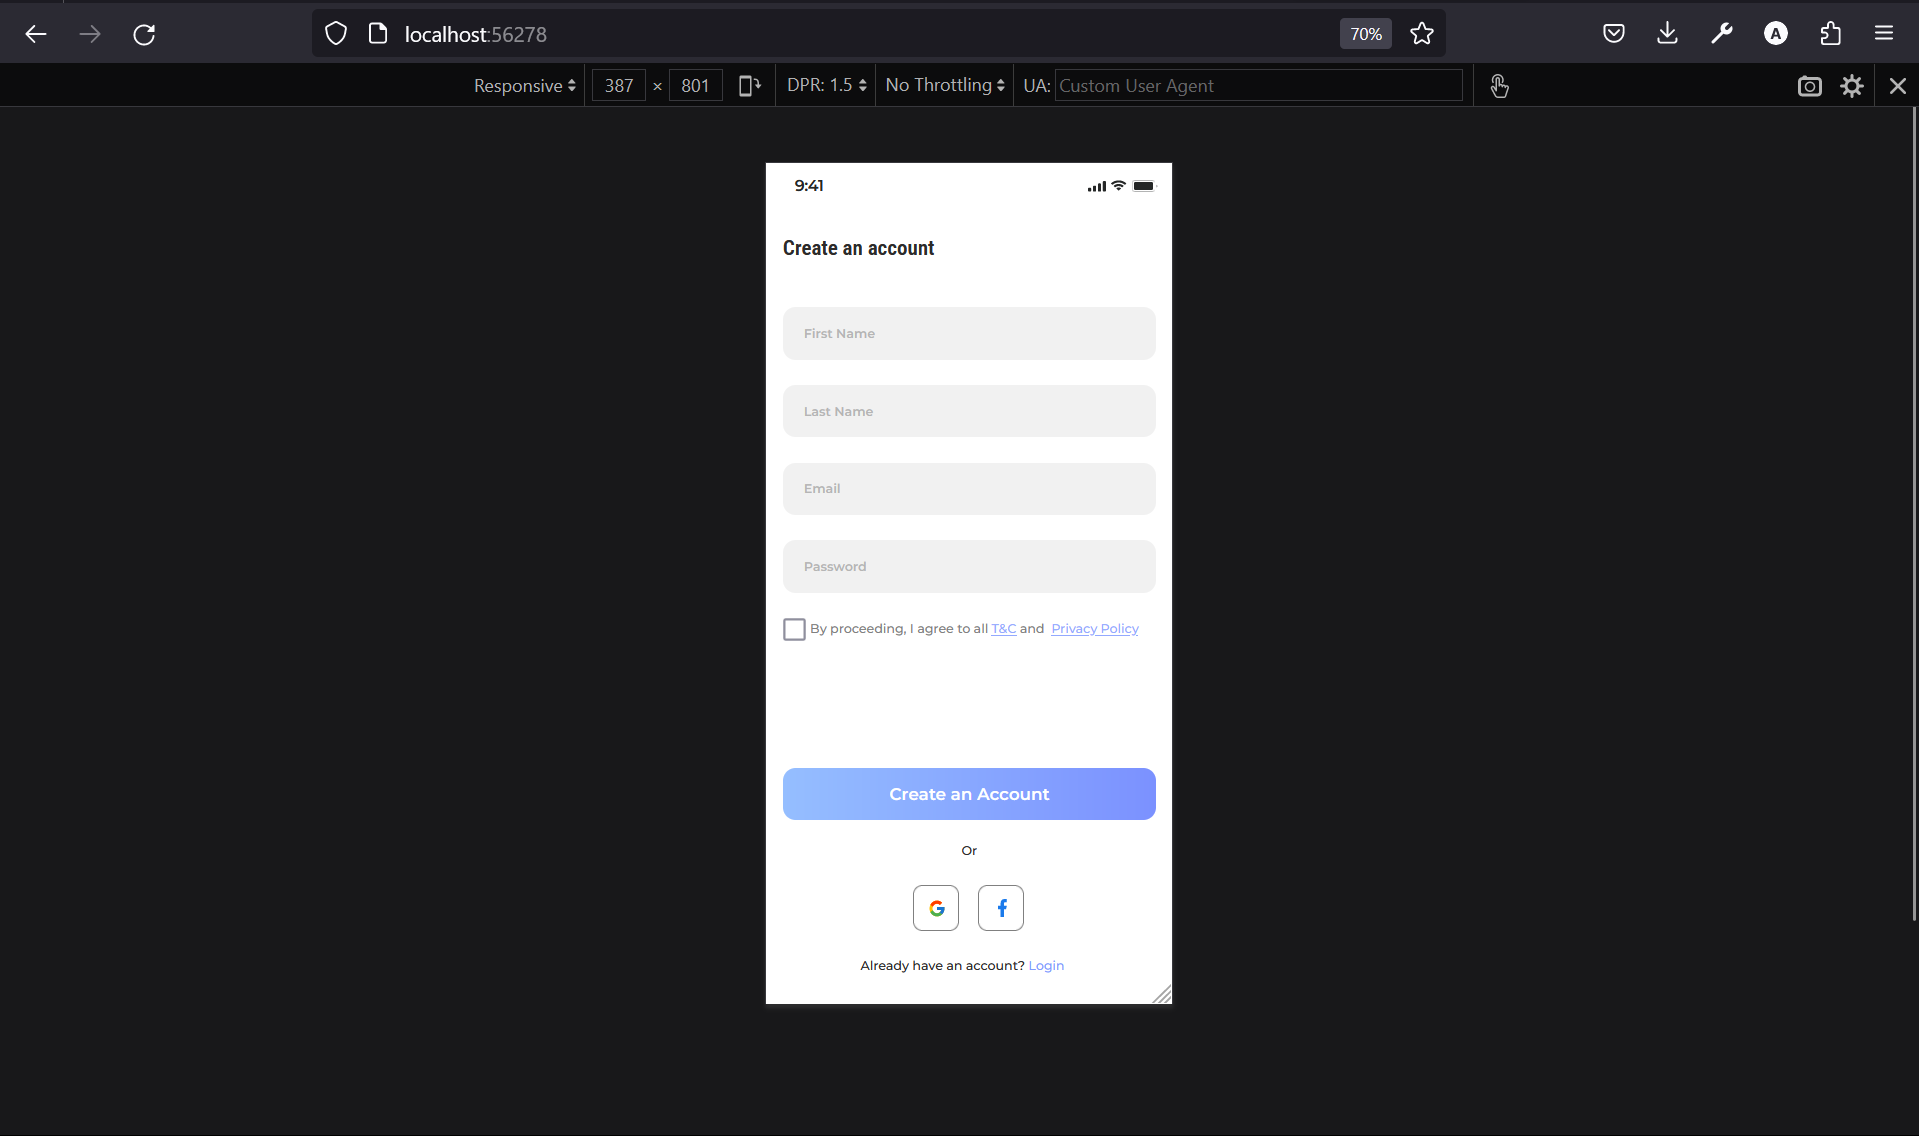 localhost:56278
70%
Responsive 387 × 801 DPR: 1.5 No Throttling UA: Custom User Agent
9:41
Create an account
First Name
Last Name
Email
Password
By proceeding, I agree to all T&C and Privacy Policy
Create an Account
Or
Already have an account? Login